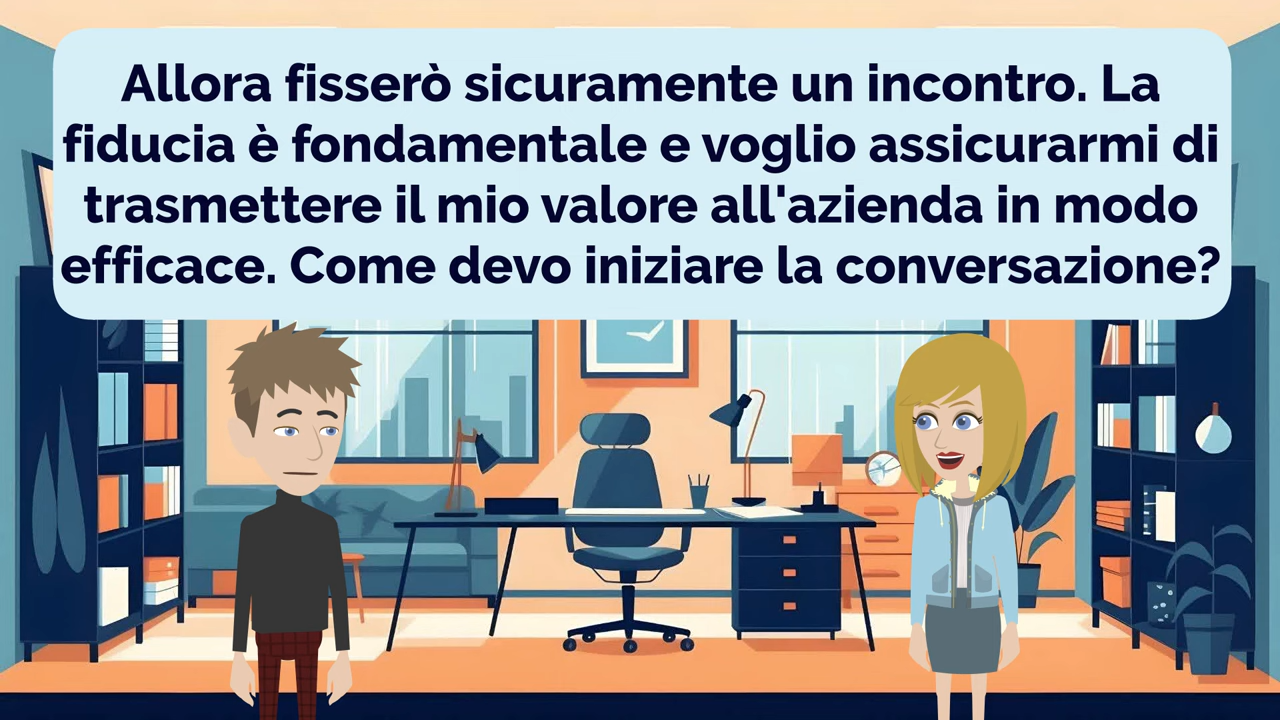 Allora fisserò sicuramente un incontro. La
fiducia è fondamentale e voglio assicurarmi di
trasmettere il mio valore all'azienda in modo
efficace. Come devo iniziare la conversazione?